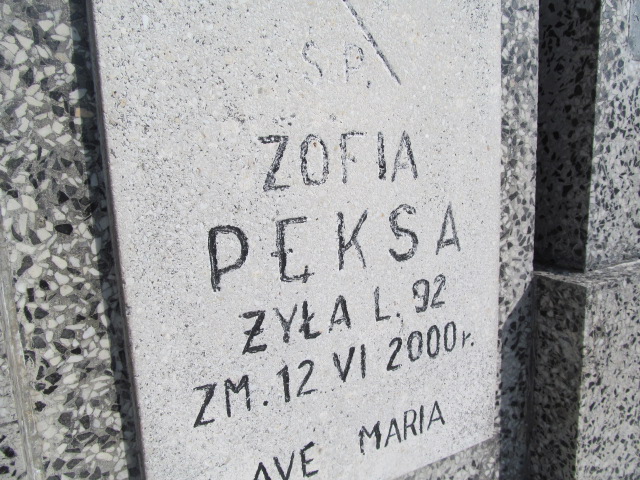 Ś.P.
ZOFIA
PĘKSA
ŻYŁA L. 92
ZM. 12 VI 2000 r.
AVE MARIA